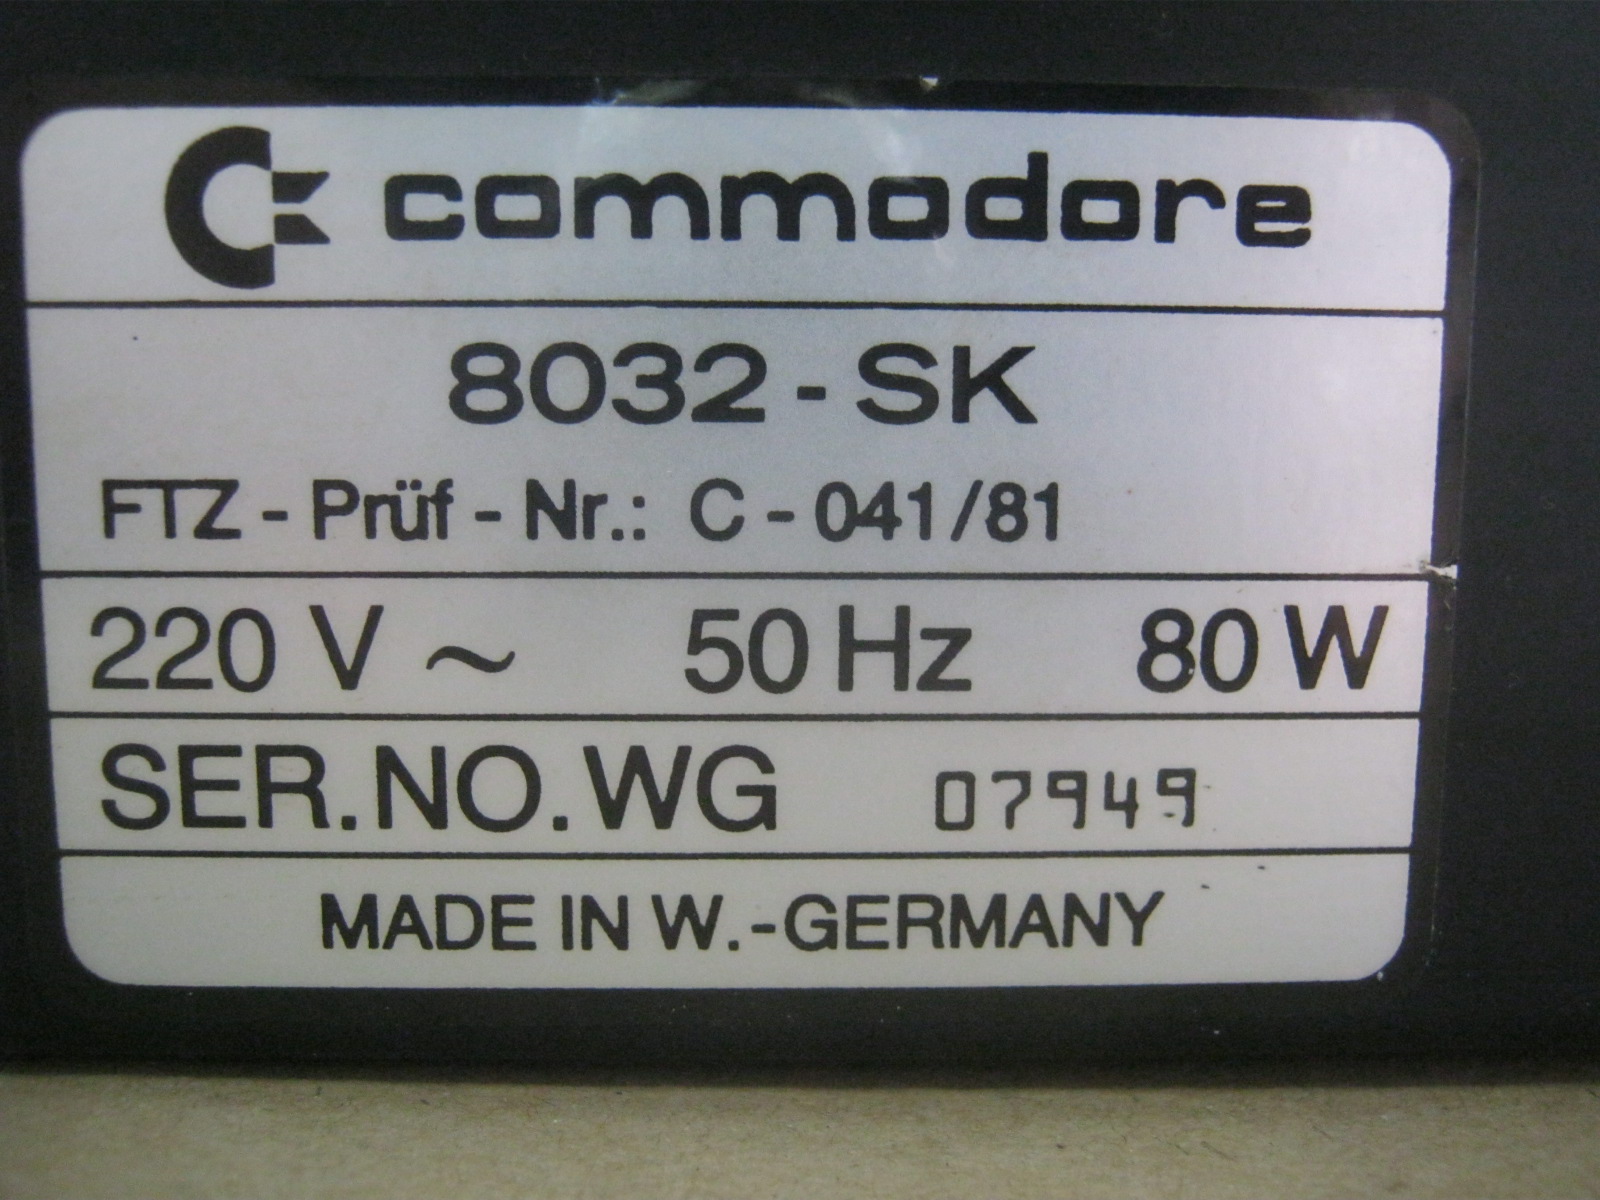 commodore
8032-SK
FTZ-Prüf-Nr.: C-041/81
220 V ~ 50 Hz 80 W
SER.NO.WG 07949
MADE IN W.-GERMANY